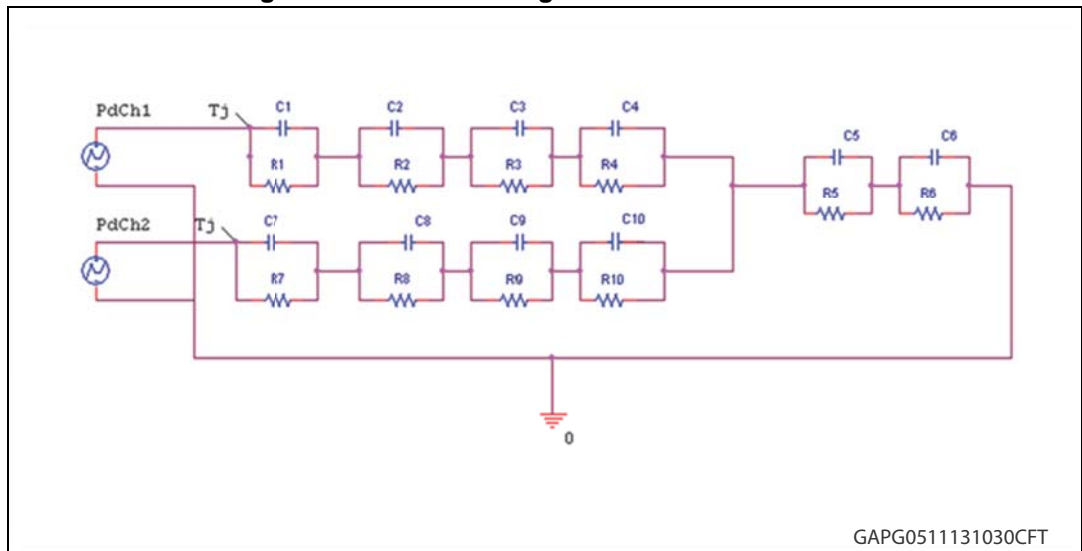 PdCh1
Tj
C1
C2
C3
C4
R1
R2
R3
R4
C5
C6
R5
R6
PdCh2
Tj
C7
C8
C9
C10
R7
R8
R9
R10
0
GAPG0511131030CFT